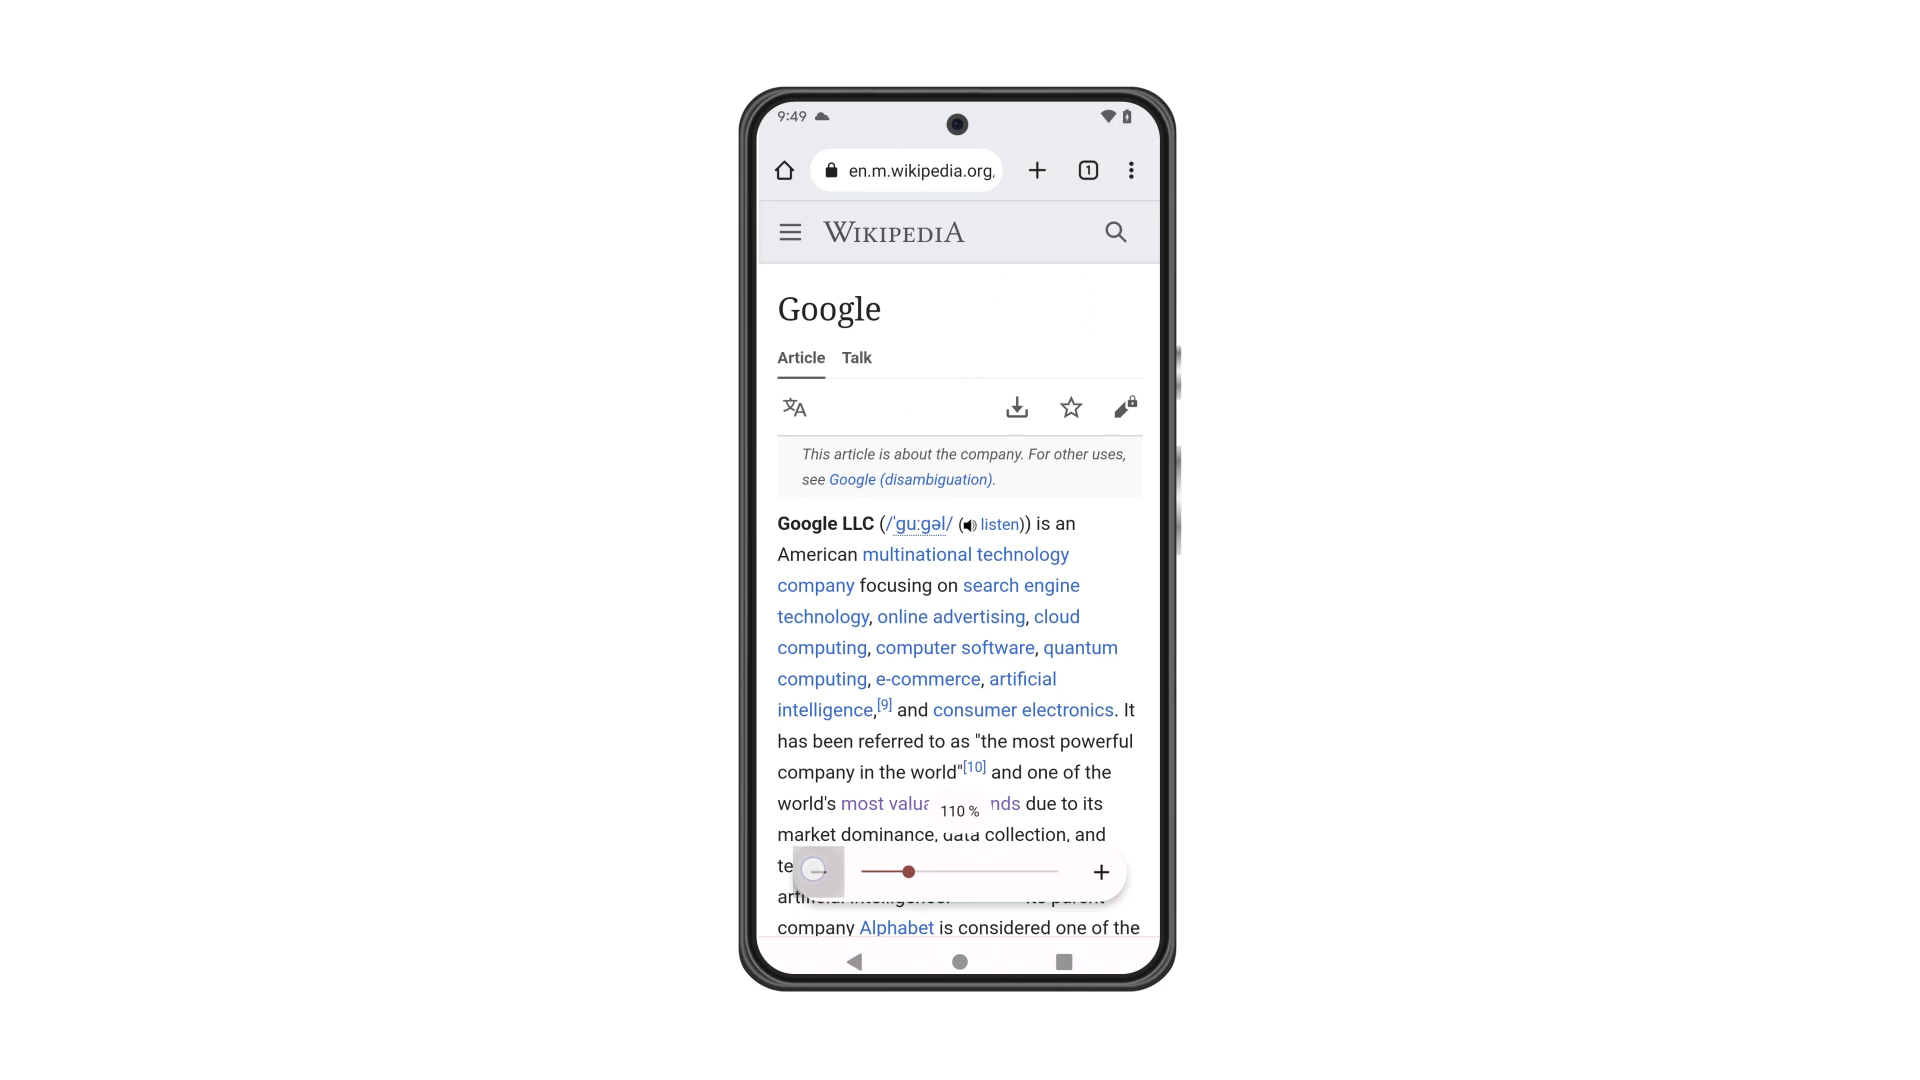 9:49
en.m.wikipedia.org
1
WIKIPEDIA
Google
Article Talk
This article is about the company. For other uses,
see Google (disambiguation).
Google LLC (/ˈɡuːɡəl/ (listen)) is an
American multinational technology
company focusing on search engine
technology, online advertising, cloud
computing, computer software, quantum
computing, e-commerce, artificial
intelligence,[9] and consumer electronics. It
has been referred to as "the most powerful
company in the world"[10] and one of the
world's most due to its
110 %
market dominance, data collection, and
company Alphabet is considered one of the